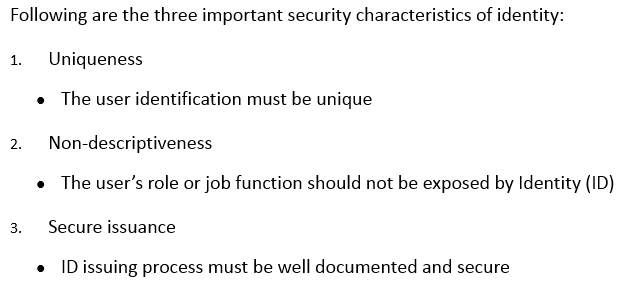 Following are the three important security characteristics of identity:
1. Uniqueness
• The user identification must be unique
2. Non-descriptiveness
• The user’s role or job function should not be exposed by Identity (ID)
3. Secure issuance
• ID issuing process must be well documented and secure